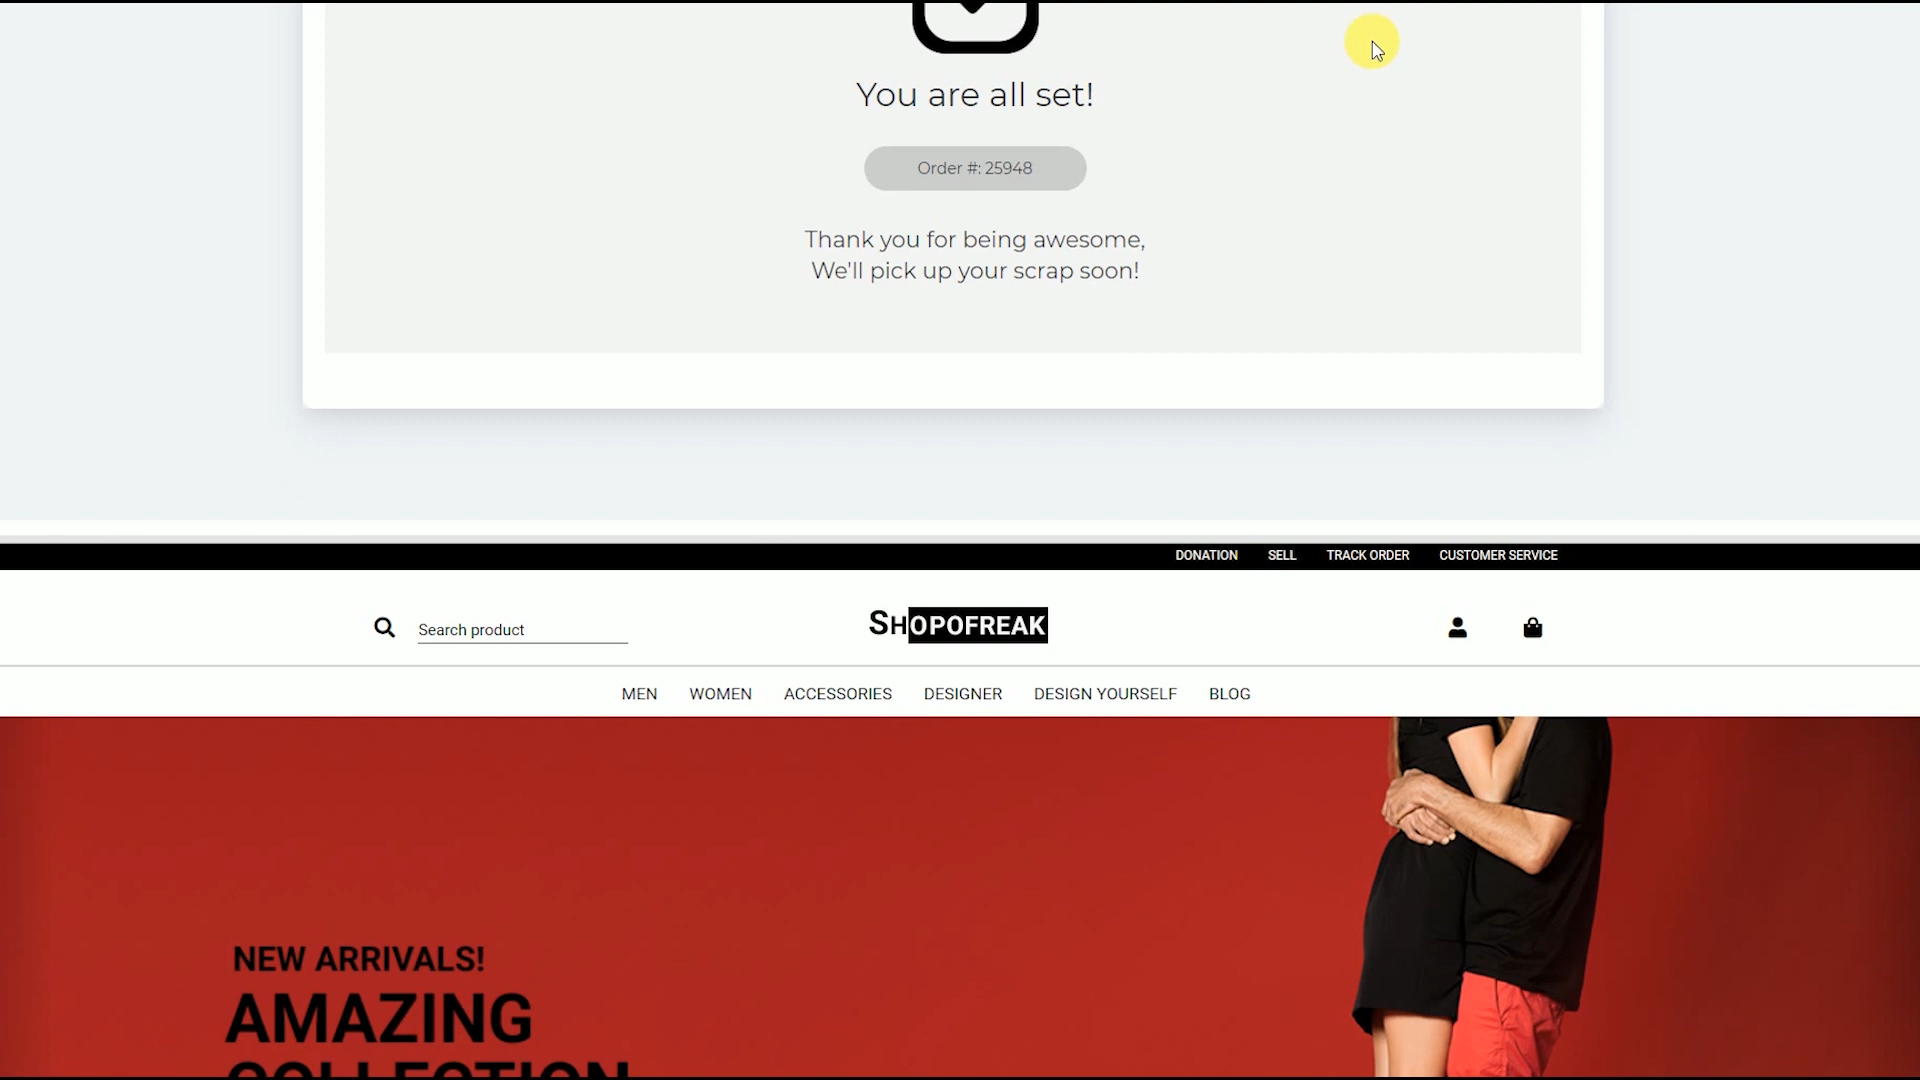 You are all set!
Order #: 25948
Thank you for being awesome,
We'll pick up your scrap soon!
DONATION SELL TRACK ORDER CUSTOMER SERVICE
Search product
SHOPOFREAK
MEN WOMEN ACCESSORIES DESIGNER DESIGN YOURSELF BLOG
NEW ARRIVALS!
AMAZING
COLLECTION